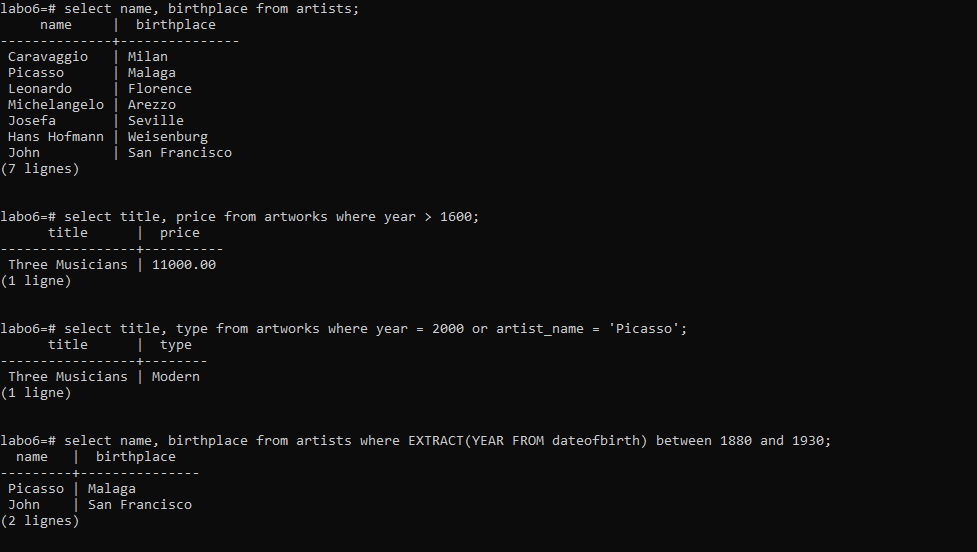 labo6=# select name, birthplace from artists;
     name     |  birthplace
--------------+---------------
 Caravaggio   | Milan
 Picasso      | Malaga
 Leonardo     | Florence
 Michelangelo | Arezzo
 Josefa       | Seville
 Hans Hofmann | Weisenburg
 John         | San Francisco
(7 lignes)
labo6=# select title, price from artworks where year > 1600;
      title      |  price
-----------------+----------
 Three Musicians | 11000.00
(1 ligne)
labo6=# select title, type from artworks where year = 2000 or artist_name = 'Picasso';
      title      |  type
-----------------+--------
 Three Musicians | Modern
(1 ligne)
labo6=# select name, birthplace from artists where EXTRACT(YEAR FROM dateofbirth) between 1880 and 1930;
  name   |  birthplace
---------+---------------
 Picasso | Malaga
 John    | San Francisco
(2 lignes)